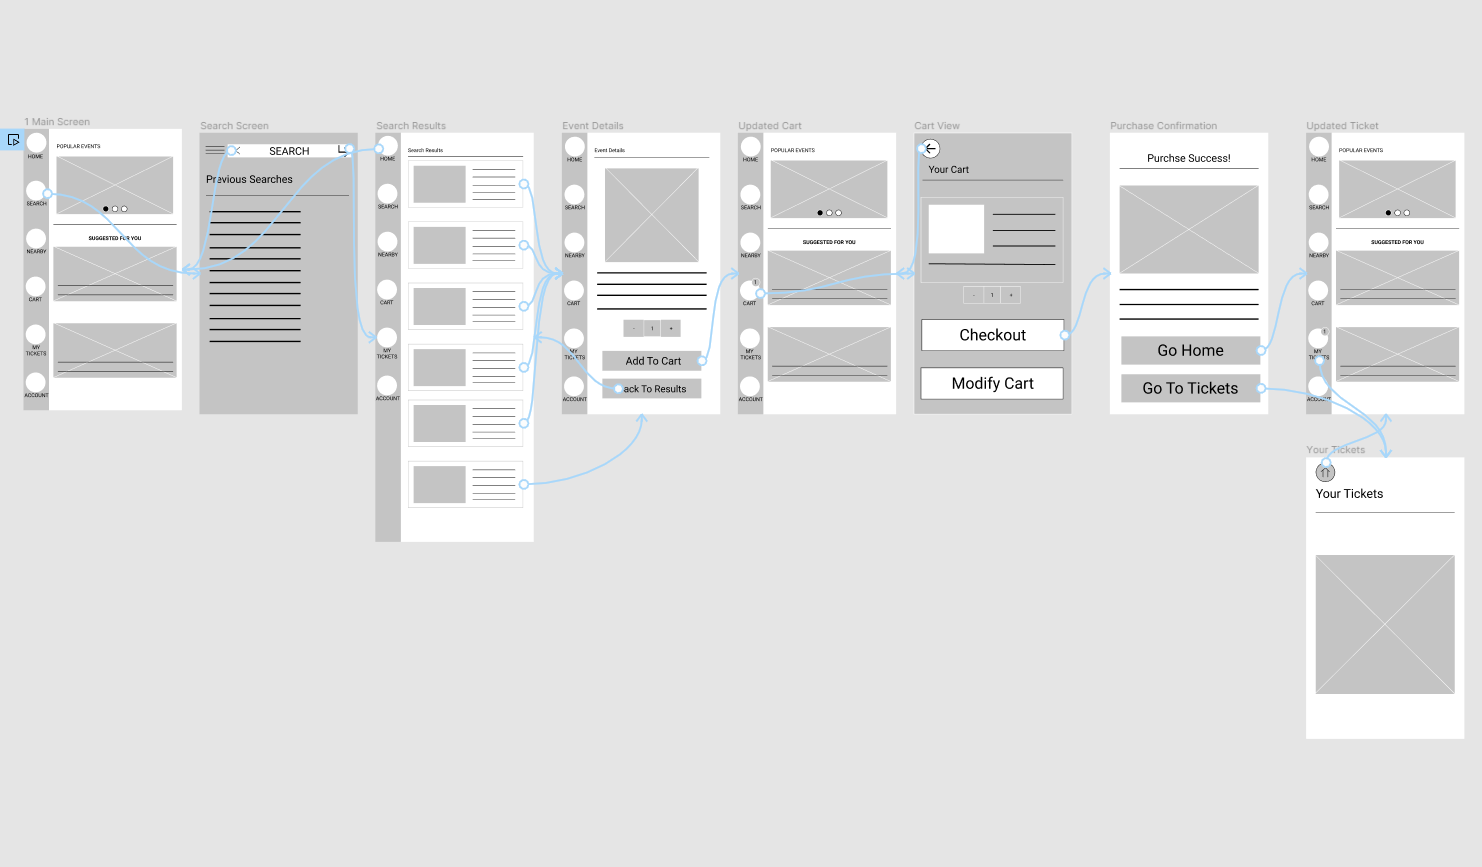 1 Main Screen
HOME
SEARCH
NEARBY
CART
MY
TICKETS
ACCOUNT
POPULAR EVENTS
SUGGESTED FOR YOU
Search Screen
SEARCH
Previous Searches
Search Results
HOME
SEARCH
NEARBY
CART
MY
TICKETS
ACCOUNT
Search Results
Event Details
HOME
SEARCH
NEARBY
CART
MY
TICKETS
ACCOUNT
Event Details
- 1 +
Add To Cart
ack To Results
Updated Cart
HOME
SEARCH
NEARBY
1
CART
MY
TICKETS
ACCOUNT
POPULAR EVENTS
SUGGESTED FOR YOU
Cart View
Your Cart
- 1 +
Checkout
Modify Cart
Purchase Confirmation
Purchse Success!
Go Home
Go To Tickets
Updated Ticket
HOME
SEARCH
NEARBY
CART
1
MY
TICKETS
ACCOUNT
POPULAR EVENTS
SUGGESTED FOR YOU
Your Tickets
Your Tickets